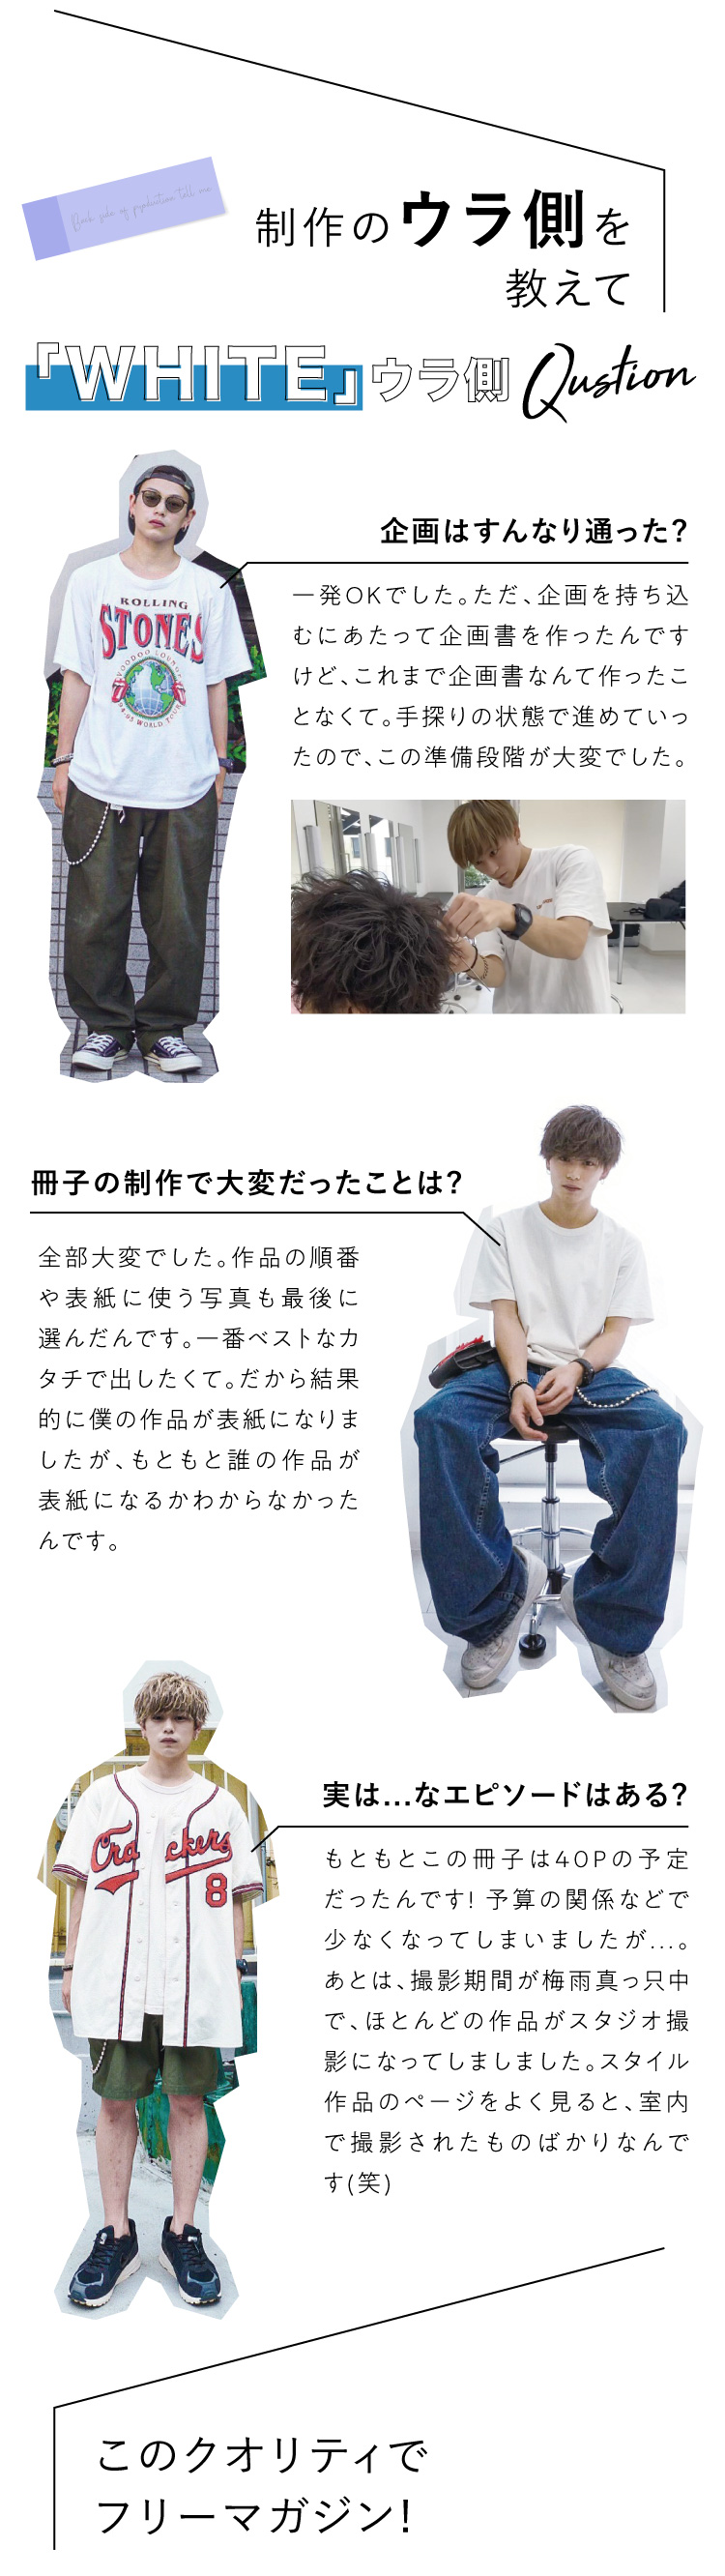 Back side of production tell me
制作のウラ側を
教えて
「WHITE」ウラ側 Qustion
企画はすんなり通った?
ROLLING
STONES
VOODOO LOUNGE
94-95 WORLD TOUR
一発OKでした。ただ、企画を持ち込
むにあたって企画書を作ったんです
けど、これまで企画書なんて作ったこ
となくて。手探りの状態で進めていっ
たので、この準備段階が大変でした。
冊子の制作で大変だったことは?
全部大変でした。作品の順番
や表紙に使う写真も最後に
選んだんです。一番ベストなカ
タチで出したくて。だから結果
的に僕の作品が表紙になりま
したが、もともと誰の作品が
表紙になるかわからなかった
んです。
実は...なエピソードはある?
Crackers
8
もともとこの冊子は40Pの予定
だったんです! 予算の関係などで
少なくなってしまいましたが...。
あとは、撮影期間が梅雨真っ只中
で、ほとんどの作品がスタジオ撮
影になってしましました。スタイル
作品のページをよく見ると、室内
で撮影されたものばかりなんで
す(笑)
このクオリティで
フリーマガジン!